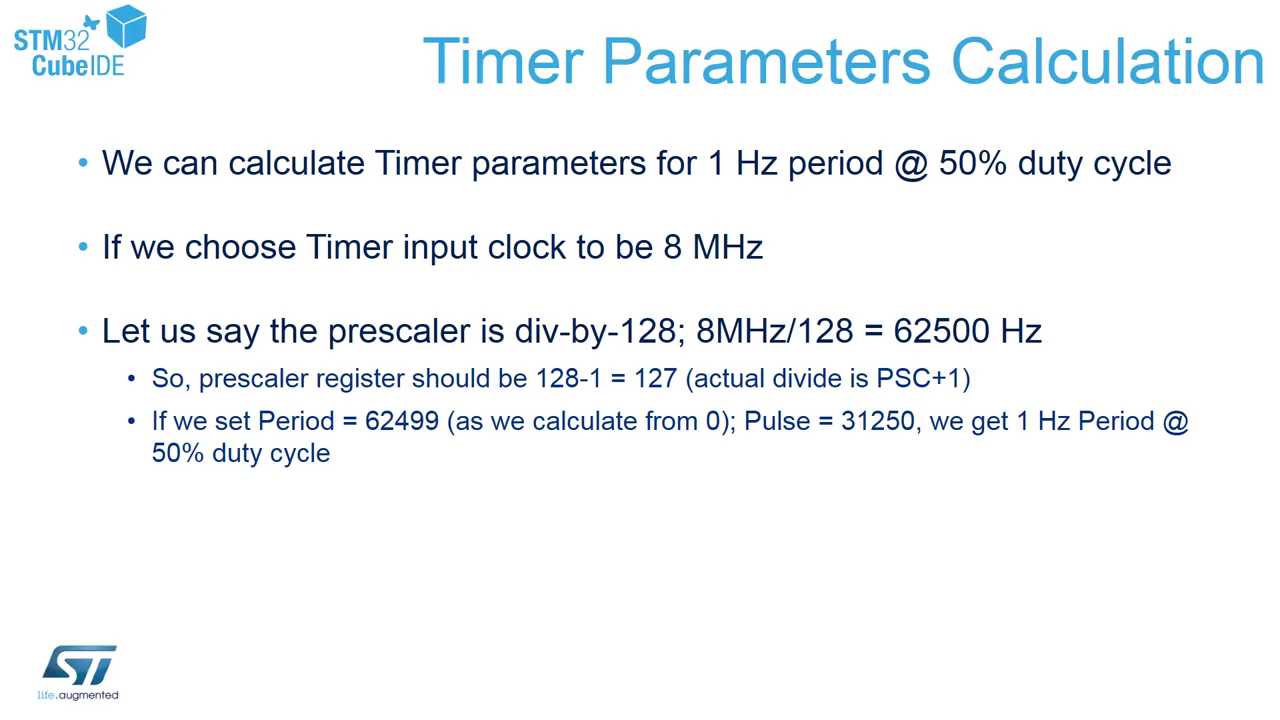 STM32
CubeIDE
Timer Parameters Calculation
• We can calculate Timer parameters for 1 Hz period @ 50% duty cycle
• If we choose Timer input clock to be 8 MHz
• Let us say the prescaler is div-by-128; 8MHz/128 = 62500 Hz
• So, prescaler register should be 128-1 = 127 (actual divide is PSC+1)
• If we set Period = 62499 (as we calculate from 0); Pulse = 31250, we get 1 Hz Period @
50% duty cycle
ST
life.augmented